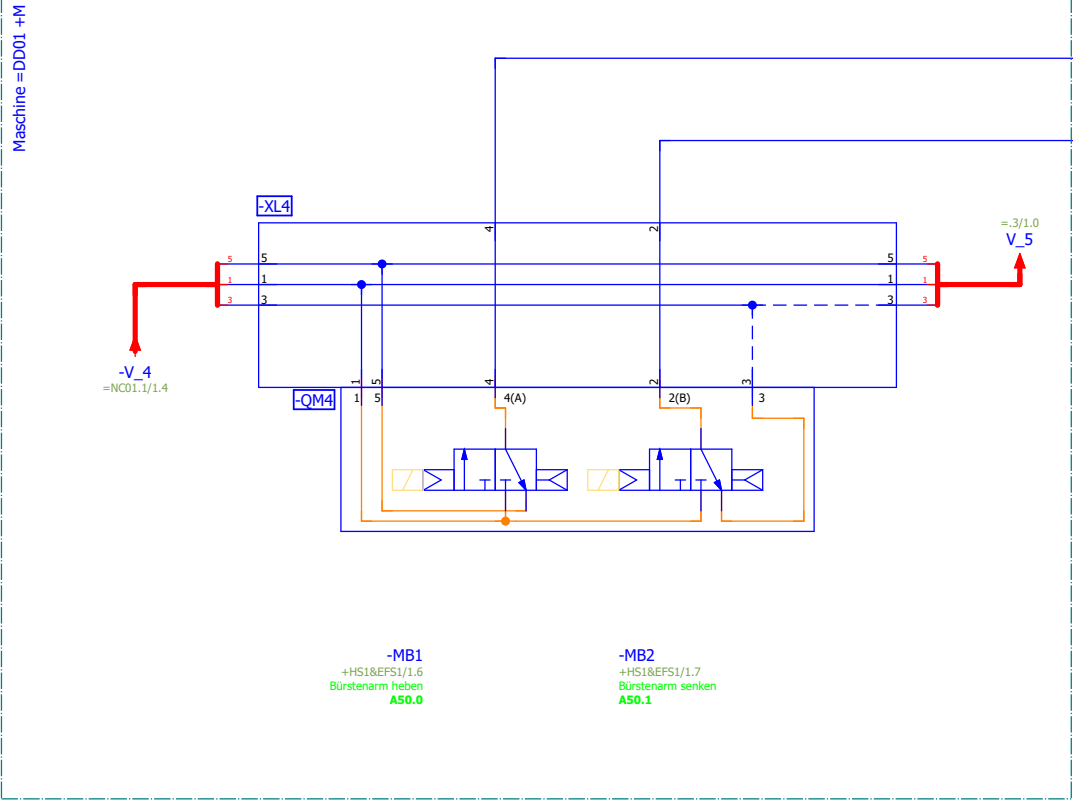 Maschine =DD01 +M
-XL4
4
2
=.3/1.0
V_5
5
5
5
5
1
1
1
1
3
3
3
3
-V_4
=NC01.1/1.4
1
5
4
2
3
-QM4
1
5
4(A)
2(B)
3
-MB1
+HS1&EFS1/1.6
Bürstenarm heben
A50.0
-MB2
+HS1&EFS1/1.7
Bürstenarm senken
A50.1